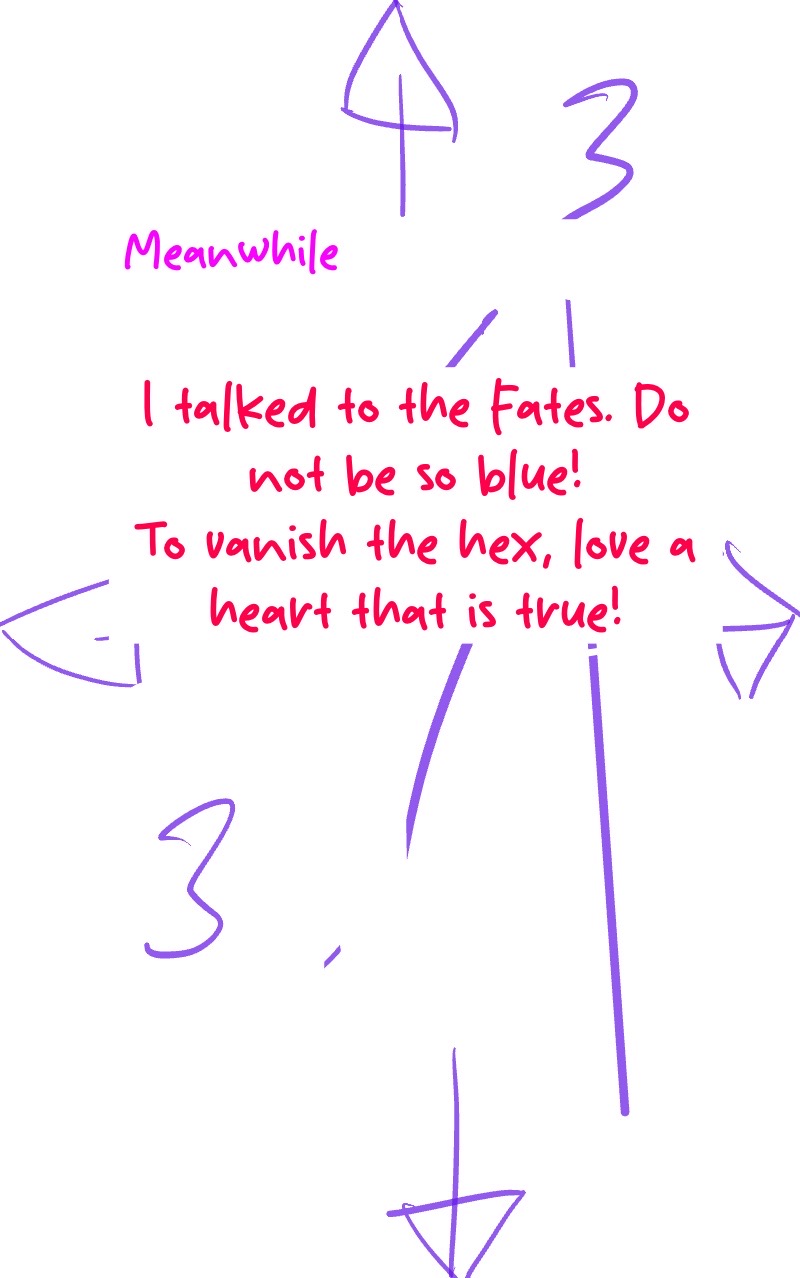 3
Meanwhile
I talked to the Fates. Do
not be so blue!
To vanish the hex, love a
heart that is true!
3